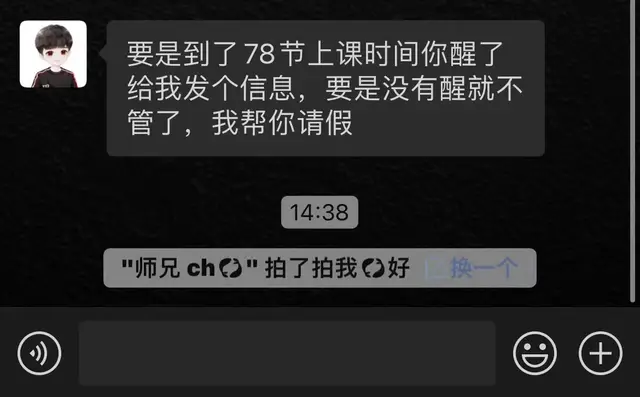 要是到了78节上课时间你醒了
给我发个信息，要是没有醒就不
管了，我帮你请假
14:38
"师兄 ch" 拍了拍我好 换一个